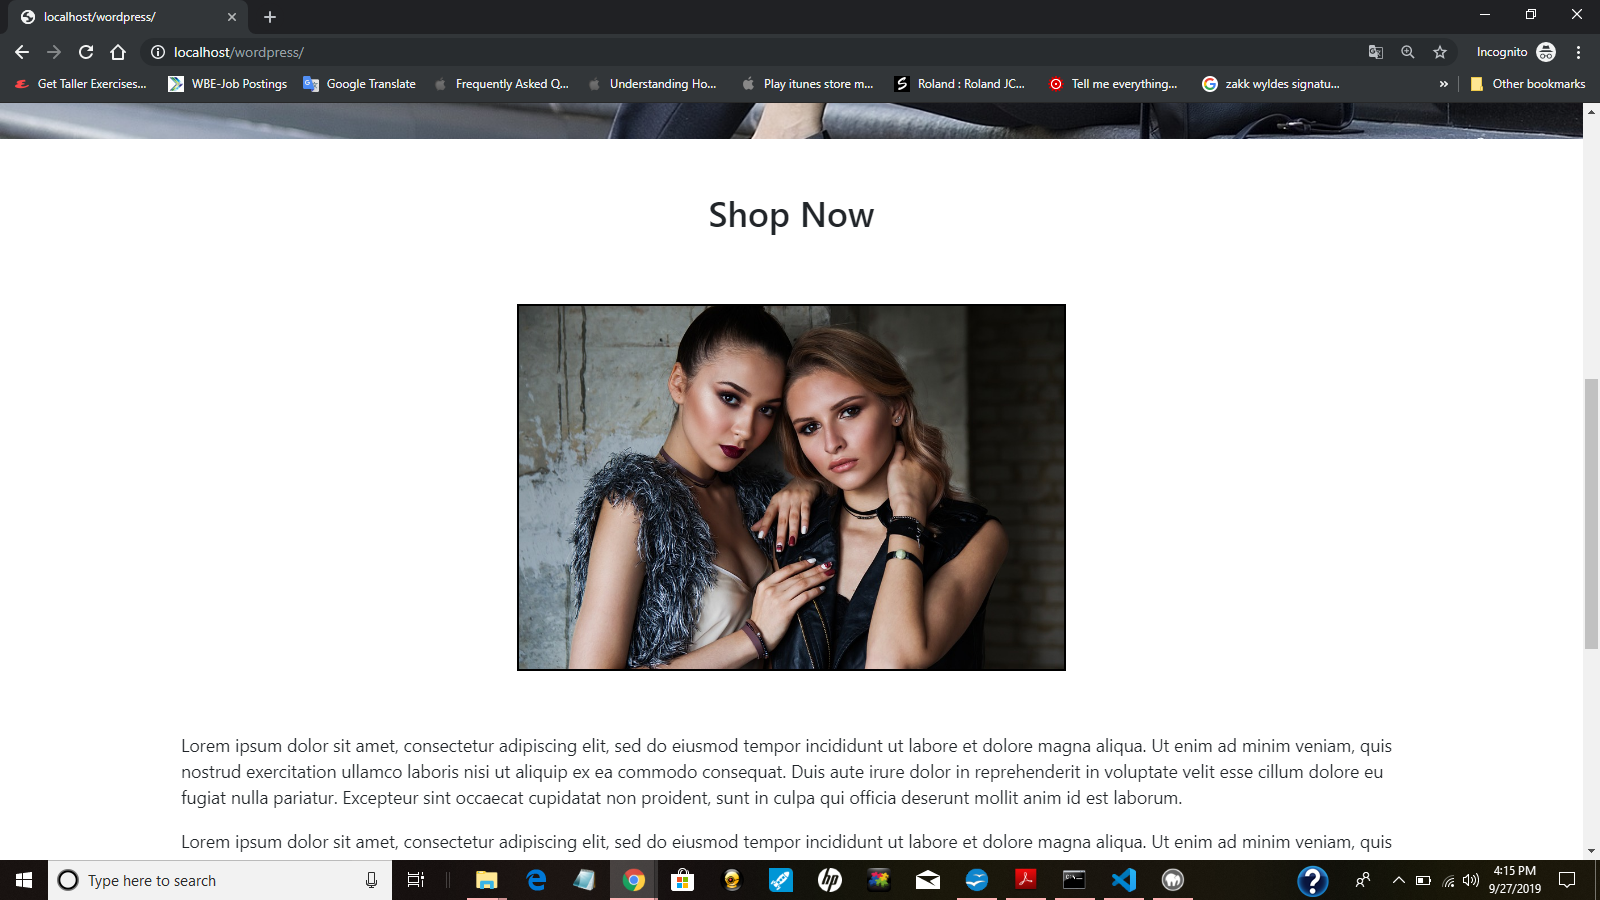 localhost/wordpress/
localhost/wordpress/
Incognito
Get Taller Exercises...
WBE-Job Postings
Google Translate
Frequently Asked Q...
Understanding Ho...
Play itunes store m...
Roland : Roland JC...
Tell me everything...
zakk wyldes signatu...
»
Other bookmarks
Shop Now
Lorem ipsum dolor sit amet, consectetur adipiscing elit, sed do eiusmod tempor incididunt ut labore et dolore magna aliqua. Ut enim ad minim veniam, quis
nostrud exercitation ullamco laboris nisi ut aliquip ex ea commodo consequat. Duis aute irure dolor in reprehenderit in voluptate velit esse cillum dolore eu
fugiat nulla pariatur. Excepteur sint occaecat cupidatat non proident, sunt in culpa qui officia deserunt mollit anim id est laborum.
Lorem ipsum dolor sit amet, consectetur adipiscing elit, sed do eiusmod tempor incididunt ut labore et dolore magna aliqua. Ut enim ad minim veniam, quis
Type here to search
hp
4:15 PM
9/27/2019